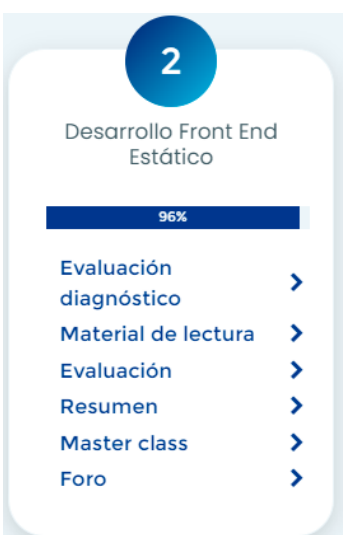 2
Desarrollo Front End
Estático
96%
Evaluación
diagnóstico
Material de lectura
Evaluación
Resumen
Master class
Foro